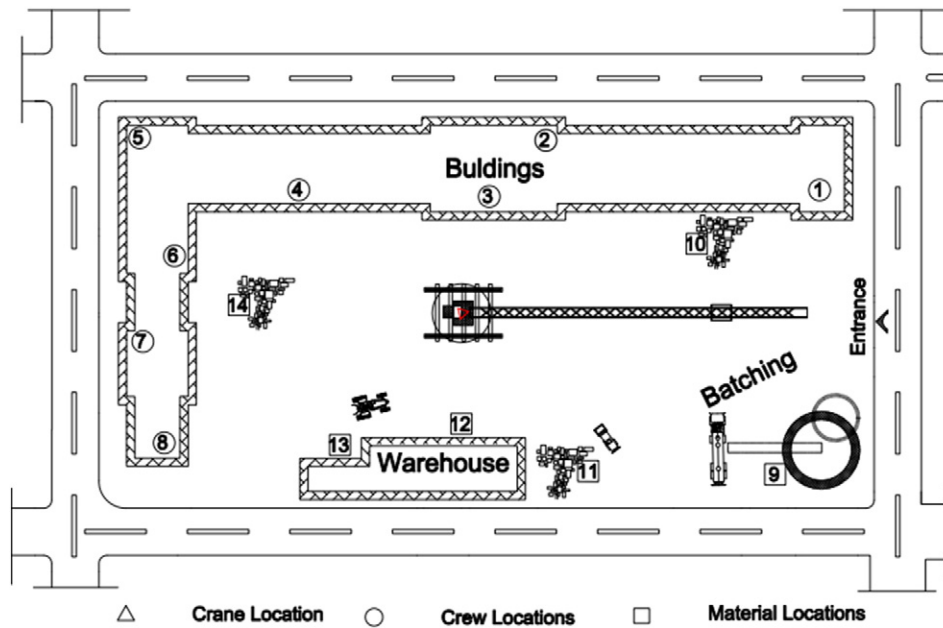 5
2
Buldings
1
4
3
10
6
14
Entrance
7
Batching
8
13
12
Warehouse
11
9
Crane Location
Crew Locations
Material Locations